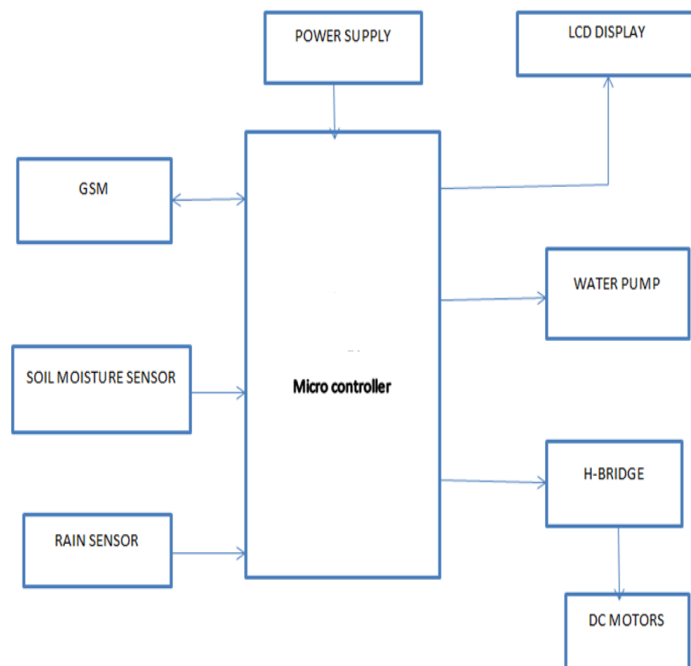 POWER SUPPLY
LCD DISPLAY
GSM
WATER PUMP
SOIL MOISTURE SENSOR
Micro controller
H-BRIDGE
RAIN SENSOR
DC MOTORS